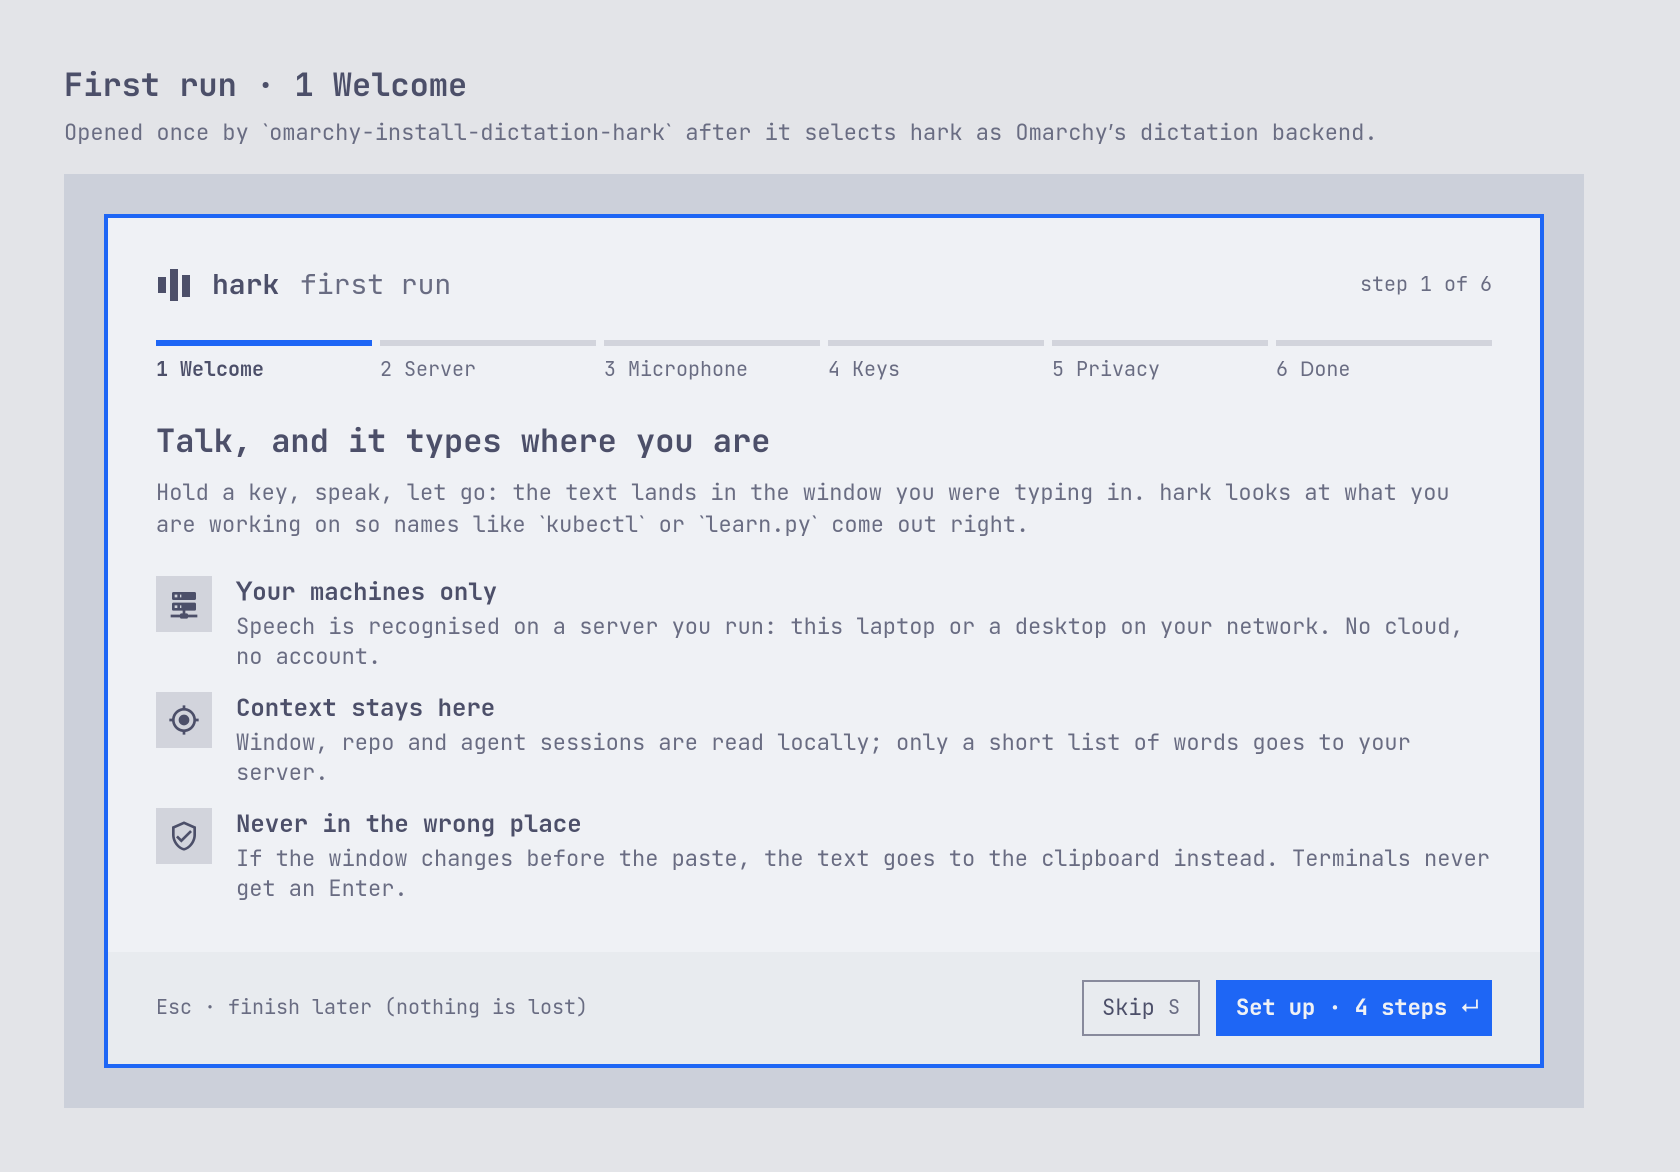 First run · 1 Welcome
Opened once by `omarchy-install-dictation-hark` after it selects hark as Omarchy's dictation backend.
hark first run
step 1 of 6
1 Welcome
2 Server
3 Microphone
4 Keys
5 Privacy
6 Done
Talk, and it types where you are
Hold a key, speak, let go: the text lands in the window you were typing in. hark looks at what you
are working on so names like `kubectl` or `learn.py` come out right.
Your machines only
Speech is recognised on a server you run: this laptop or a desktop on your network. No cloud,
no account.
Context stays here
Window, repo and agent sessions are read locally; only a short list of words goes to your
server.
Never in the wrong place
If the window changes before the paste, the text goes to the clipboard instead. Terminals never
get an Enter.
Esc · finish later (nothing is lost)
Skip S
Set up · 4 steps ↵